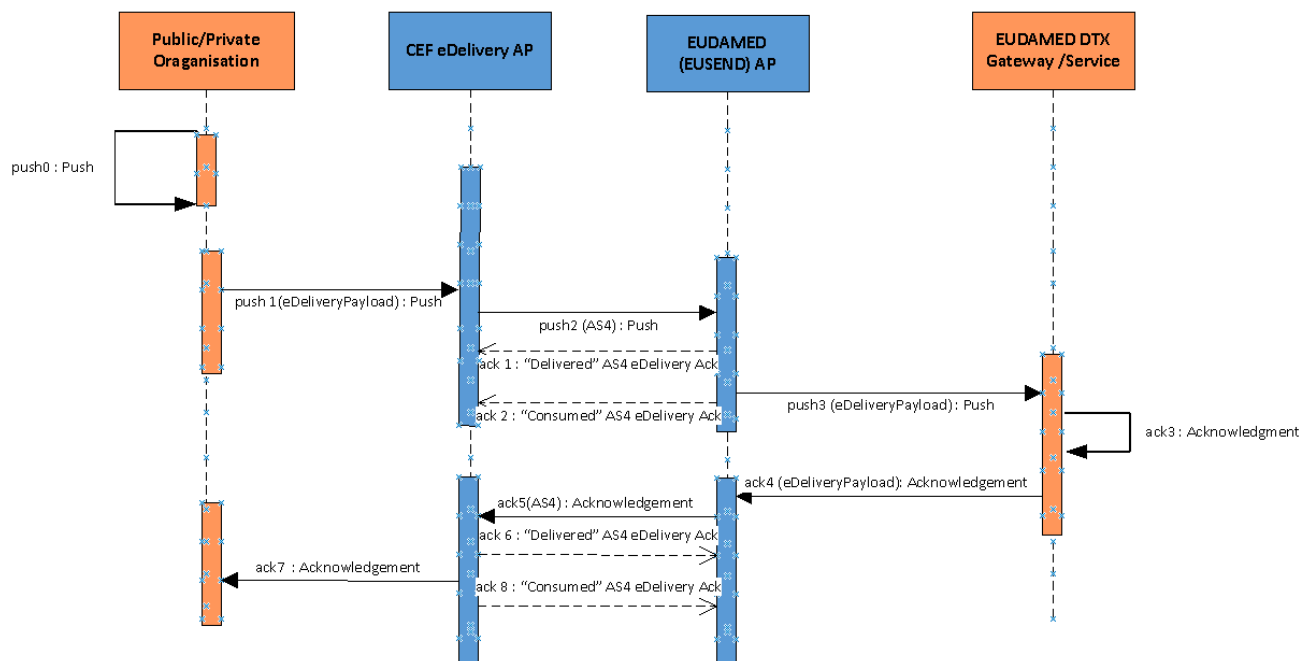 Public/Private
Oraganisation
CEF eDelivery AP
EUDAMED
(EUSEND) AP
EUDAMED DTX
Gateway /Service
push0 : Push
push 1(eDeliveryPayload) : Push
push2 (AS4) : Push
ack 1 : “Delivered” AS4 eDelivery Ack
push3 (eDeliveryPayload) : Push
ack 2 : “Consumed” AS4 eDelivery Ack
ack3 : Acknowledgment
ack4 (eDeliveryPayload): Acknowledgement
ack5(AS4) : Acknowledgement
ack 6 : “Delivered” AS4 eDelivery Ack
ack7 : Acknowledgement
ack 8 : “Consumed” AS4 eDelivery Ack